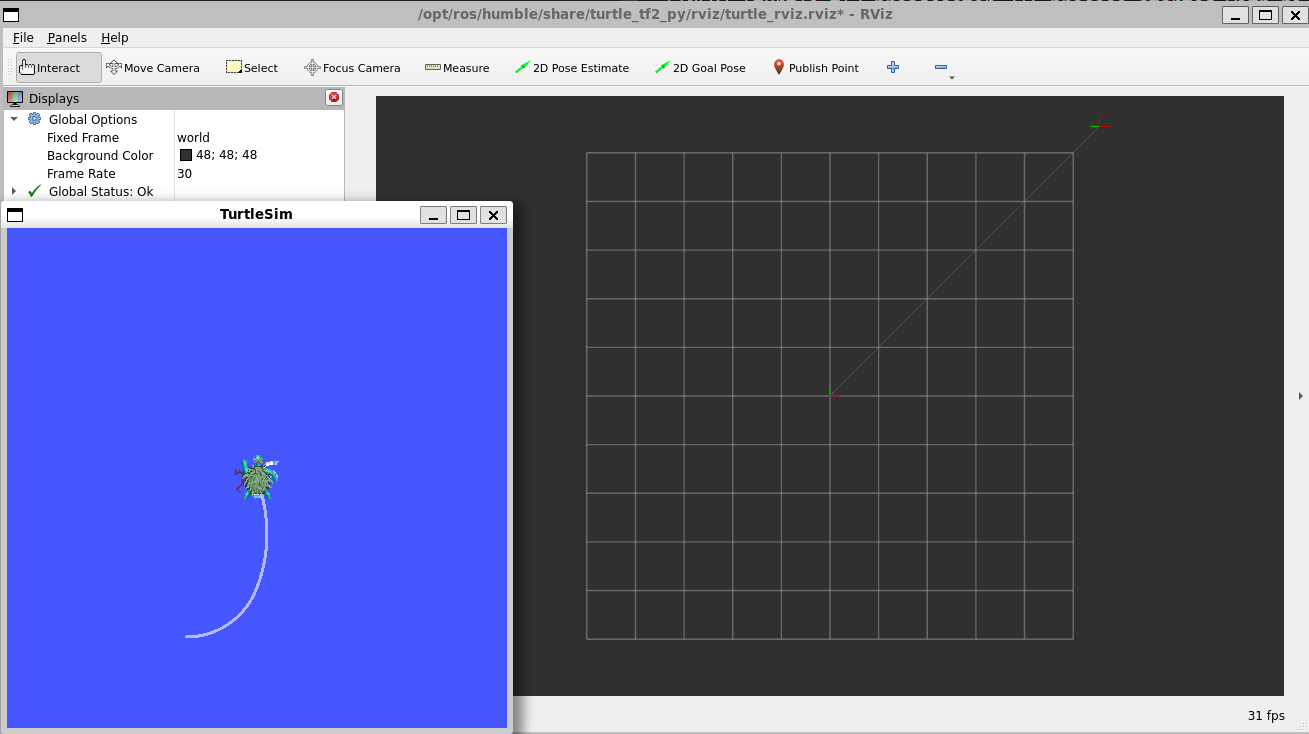 /opt/ros/humble/share/turtle_tf2_py/rviz/turtle_rviz.rviz* - RViz
File Panels Help
Interact Move Camera Select Focus Camera Measure 2D Pose Estimate 2D Goal Pose Publish Point
Displays
Global Options
Fixed Frame world
Background Color 48; 48; 48
Frame Rate 30
Global Status: Ok
TurtleSim
31 fps